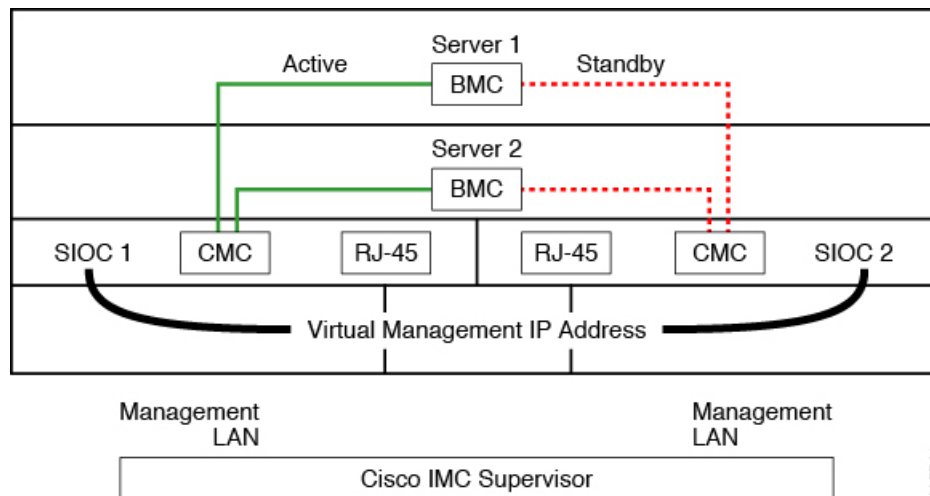 Server 1
Active
BMC
Standby
Server 2
BMC
SIOC 1
CMC
RJ-45
RJ-45
CMC
SIOC 2
Virtual Management IP Address
Management
LAN
Management
LAN
Cisco IMC Supervisor